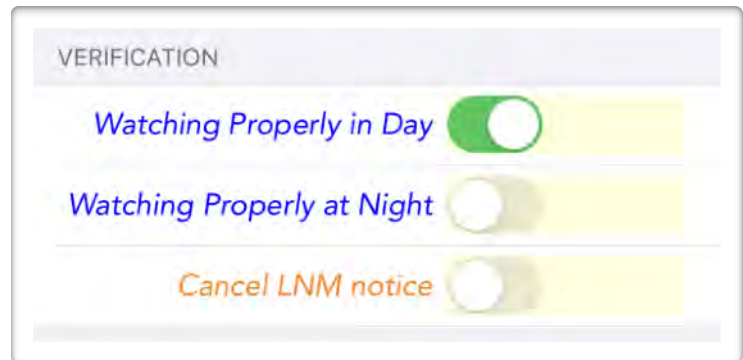 VERIFICATION
Watching Properly in Day
Watching Properly at Night
Cancel LNM notice